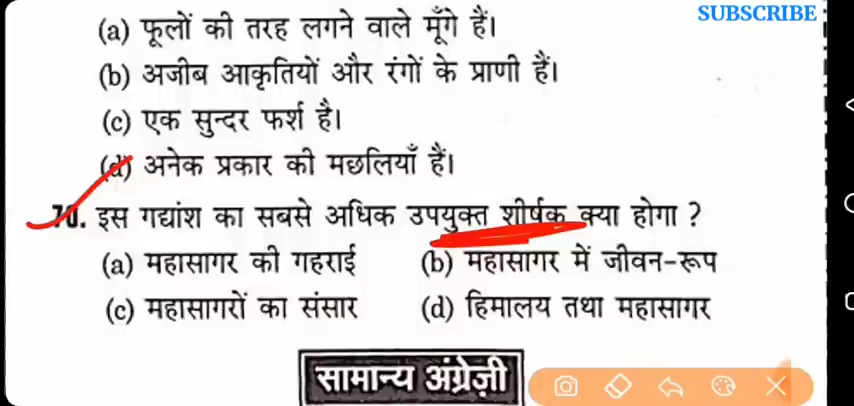 SUBSCRIBE
(a) फूलों की तरह लगने वाले मूँगे हैं।
(b) अजीब आकृतियों और रंगों के प्राणी हैं।
(c) एक सुन्दर फर्श है।
(d) अनेक प्रकार की मछलियाँ हैं।
70. इस गद्यांश का सबसे अधिक उपयुक्त शीर्षक क्या होगा ?
(a) महासागर की गहराई (b) महासागर में जीवन-रूप
(c) महासागरों का संसार (d) हिमालय तथा महासागर
सामान्य अंग्रेज़ी